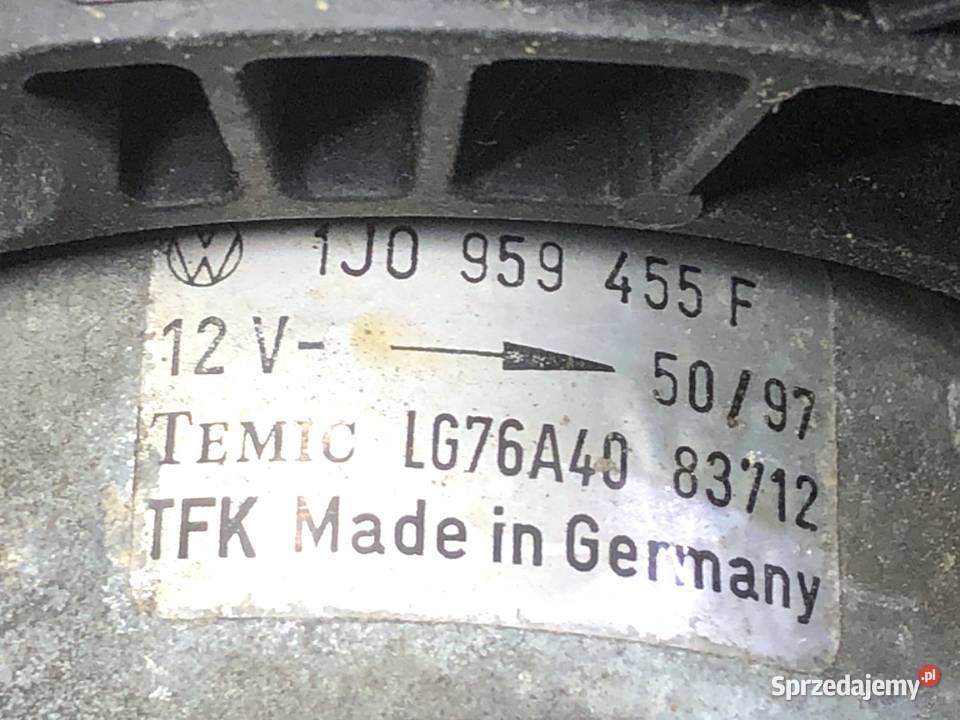 1J0 959 455 F
12 V- 50/97
TEMIC LG76A40 83712
TFK Made in Germany
Sprzedajemy.pl